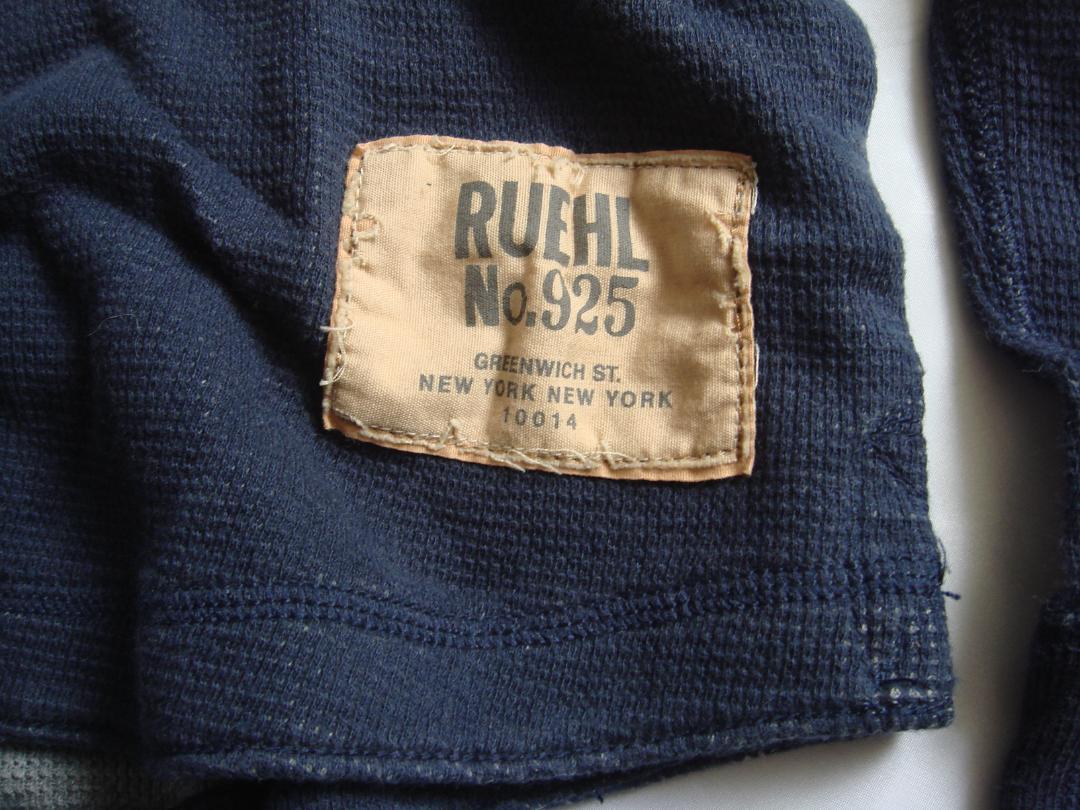 RUEHL
No.925
GREENWICH ST.
NEW YORK NEW YORK
10014